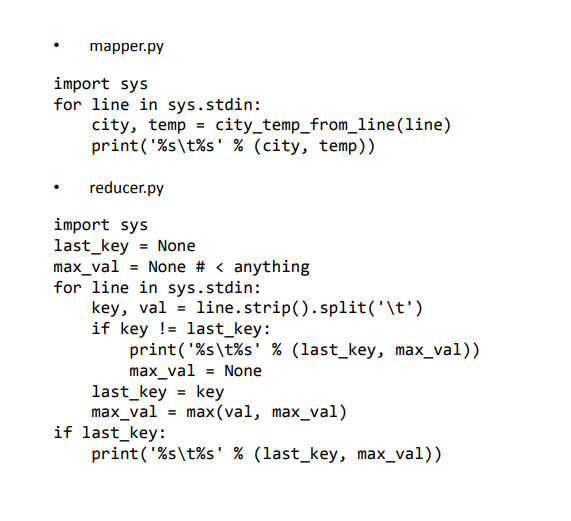 • mapper.py
import sys
for line in sys.stdin:
    city, temp = city_temp_from_line(line)
    print('%s\t%s' % (city, temp))
• reducer.py
import sys
last_key = None
max_val = None # < anything
for line in sys.stdin:
    key, val = line.strip().split('\t')
    if key != last_key:
        print('%s\t%s' % (last_key, max_val))
        max_val = None
    last_key = key
    max_val = max(val, max_val)
if last_key:
    print('%s\t%s' % (last_key, max_val))